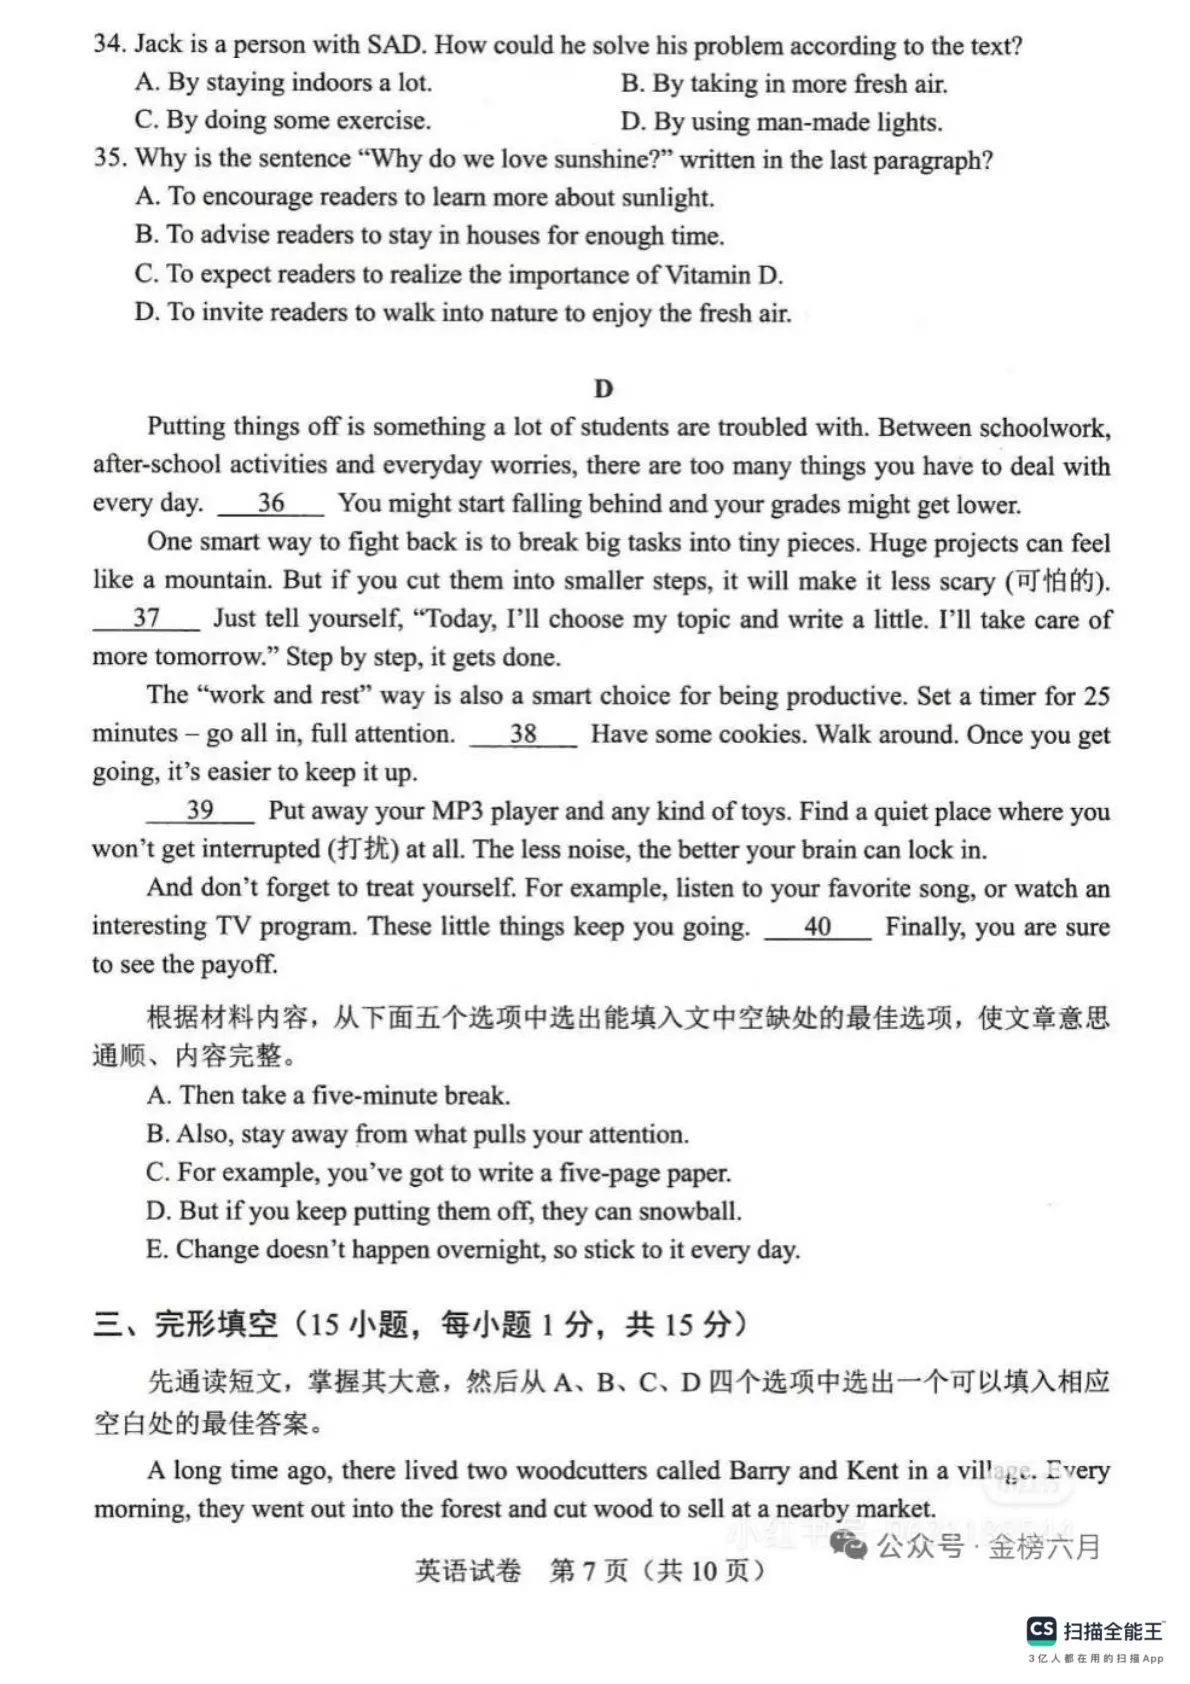 34. Jack is a person with SAD. How could he solve his problem according to the text?
A. By staying indoors a lot. B. By taking in more fresh air.
C. By doing some exercise. D. By using man-made lights.
35. Why is the sentence “Why do we love sunshine?” written in the last paragraph?
A. To encourage readers to learn more about sunlight.
B. To advise readers to stay in houses for enough time.
C. To expect readers to realize the importance of Vitamin D.
D. To invite readers to walk into nature to enjoy the fresh air.
D
Putting things off is something a lot of students are troubled with. Between schoolwork,
after-school activities and everyday worries, there are too many things you have to deal with
every day. 36 You might start falling behind and your grades might get lower.
One smart way to fight back is to break big tasks into tiny pieces. Huge projects can feel
like a mountain. But if you cut them into smaller steps, it will make it less scary (可怕的).
37 Just tell yourself, “Today, I’ll choose my topic and write a little. I’ll take care of
more tomorrow.” Step by step, it gets done.
The “work and rest” way is also a smart choice for being productive. Set a timer for 25
minutes – go all in, full attention. 38 Have some cookies. Walk around. Once you get
going, it’s easier to keep it up.
39 Put away your MP3 player and any kind of toys. Find a quiet place where you
won’t get interrupted (打扰) at all. The less noise, the better your brain can lock in.
And don’t forget to treat yourself. For example, listen to your favorite song, or watch an
interesting TV program. These little things keep you going. 40 Finally, you are sure
to see the payoff.
根据材料内容，从下面五个选项中选出能填入文中空缺处的最佳选项，使文章意思
通顺、内容完整。
A. Then take a five-minute break.
B. Also, stay away from what pulls your attention.
C. For example, you’ve got to write a five-page paper.
D. But if you keep putting them off, they can snowball.
E. Change doesn’t happen overnight, so stick to it every day.
三、完形填空（15 小题，每小题 1 分，共 15 分）
先通读短文，掌握其大意，然后从 A、B、C、D 四个选项中选出一个可以填入相应
空白处的最佳答案。
A long time ago, there lived two woodcutters called Barry and Kent in a village. Every
morning, they went out into the forest and cut wood to sell at a nearby market.
公众号 · 金榜六月
英语试卷 第 7 页（共 10 页）
CS 扫描全能王
3亿人都在用的扫描App